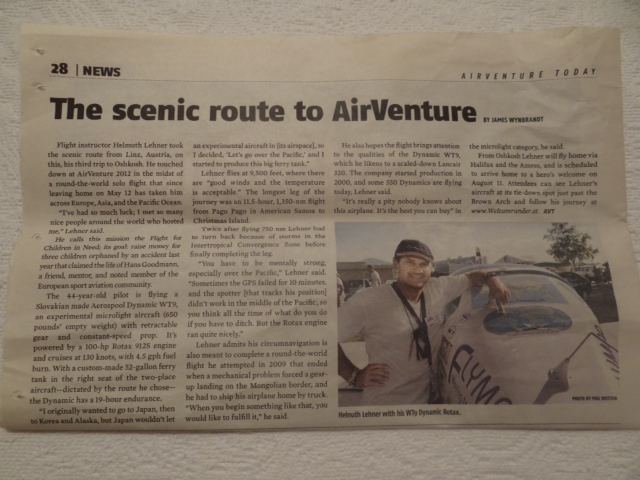 28 | NEWS
AIRVENTURE TODAY
The scenic route to AirVenture
BY JAMES WYNBRANDT
Flight instructor Helmuth Lehner took
the scenic route from Linz, Austria, on
this, his third trip to Oshkosh. He touched
down at AirVenture 2012 in the midst of
a round-the-world solo flight that since
leaving home on May 12 has taken him
across Europe, Asia, and the Pacific Ocean.
"I've had so much luck; I met so many
nice people around the world who hosted
me," Lehner said.
He calls this mission the Flight for
Children in Need; its goal: raise money for
three children orphaned by an accident last
year that claimed the life of Hans Goodmann,
a friend, mentor, and noted member of the
European sport aviation community.
The 44-year-old pilot is flying a
Slovakian made Aerospool Dynamic WT9,
an experimental microlight aircraft (650
pounds' empty weight) with retractable
gear and constant-speed prop. It's
powered by a 100-hp Rotax 912S engine
and cruises at 130 knots, with 4.5 gph fuel
burn. With a custom-made 52-gallon ferry
tank in the right seat of the two-place
aircraft—dictated by the route he chose—
the Dynamic has a 19-hour endurance.
"I originally wanted to go to Japan, then
to Korea and Alaska, but Japan wouldn't let
an experimental aircraft in [its airspace], so
I decided, 'Let's go over the Pacific,' and I
started to produce this big ferry tank."
Lehner flies at 9,500 feet, where there
are "good winds and the temperature
is acceptable." The longest leg of the
journey was an 11.5-hour, 1,350-nm flight
from Pago Pago in American Samoa to
Christmas Island.
Twice after flying 750 nm Lehner had
to turn back because of storms in the
Intertropical Convergence Zone before
finally completing the leg.
"You have to be mentally strong,
especially over the Pacific," Lehner said.
"Sometimes the GPS failed for 10 minutes,
and the spotter [that tracks his position]
didn't work in the middle of the Pacific, so
you think all the time of what do you do
if you have to ditch. But the Rotax engine
ran quite nicely."
Lehner admits his circumnavigation is
also meant to complete a round-the-world
flight he attempted in 2009 that ended
when a mechanical problem forced a gear-
up landing on the Mongolian border, and
he had to ship his airplane home by truck.
"When you begin something like that, you
would like to fulfill it," he said.
He also hopes the flight brings attention
to the qualities of the Dynamic WT9,
which he likens to a scaled-down Lancair
320. The company started production in
2000, and some 550 Dynamics are flying
today, Lehner said.
"It's really a pity nobody knows about
this airplane. It's the best you can buy" in
the microlight category, he said.
From Oshkosh Lehner will fly home via
Halifax and the Azores, and is scheduled
to arrive home to a hero's welcome on
August 11. Attendees can see Lehner's
aircraft at its tie-down spot just past the
Brown Arch and follow his journey at
www.Weltumrunder.at. AVT
FLYMO
PHOTO BY PHIL
Helmuth Lehner with his WT9 Dynamic Rotax.